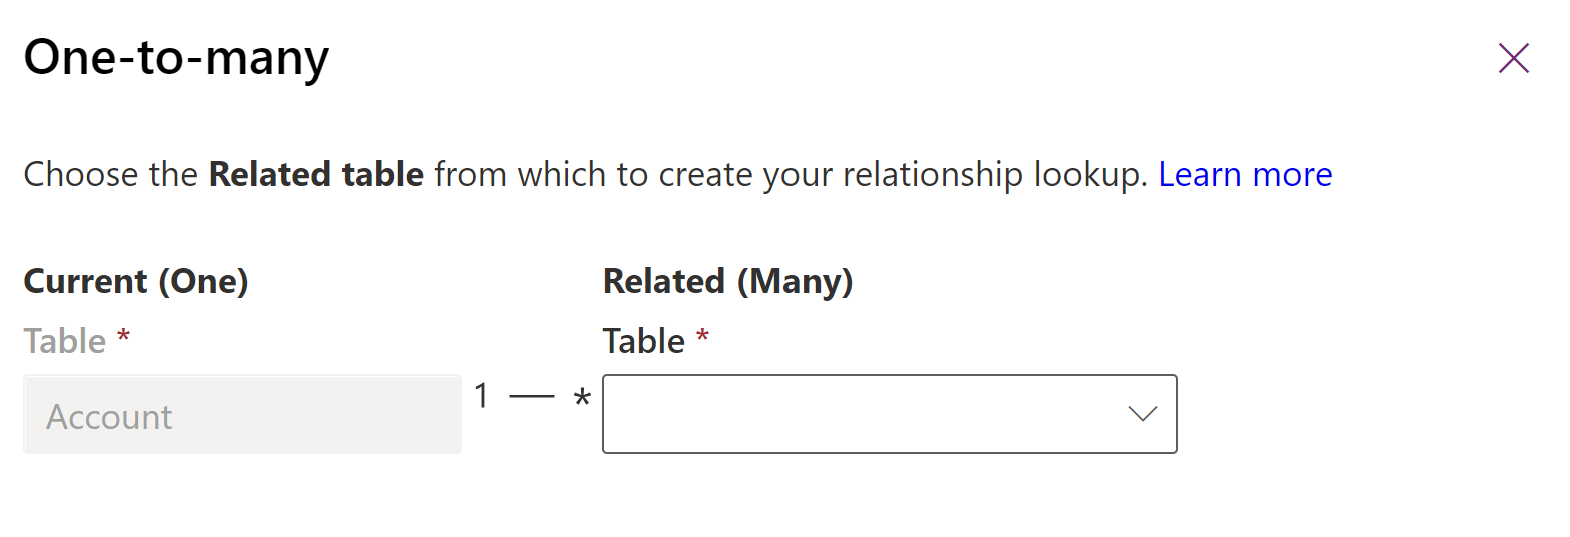 One-to-many
Choose the Related table from which to create your relationship lookup. Learn more
Current (One) Related (Many)
Table * Table *
Account 1 — *